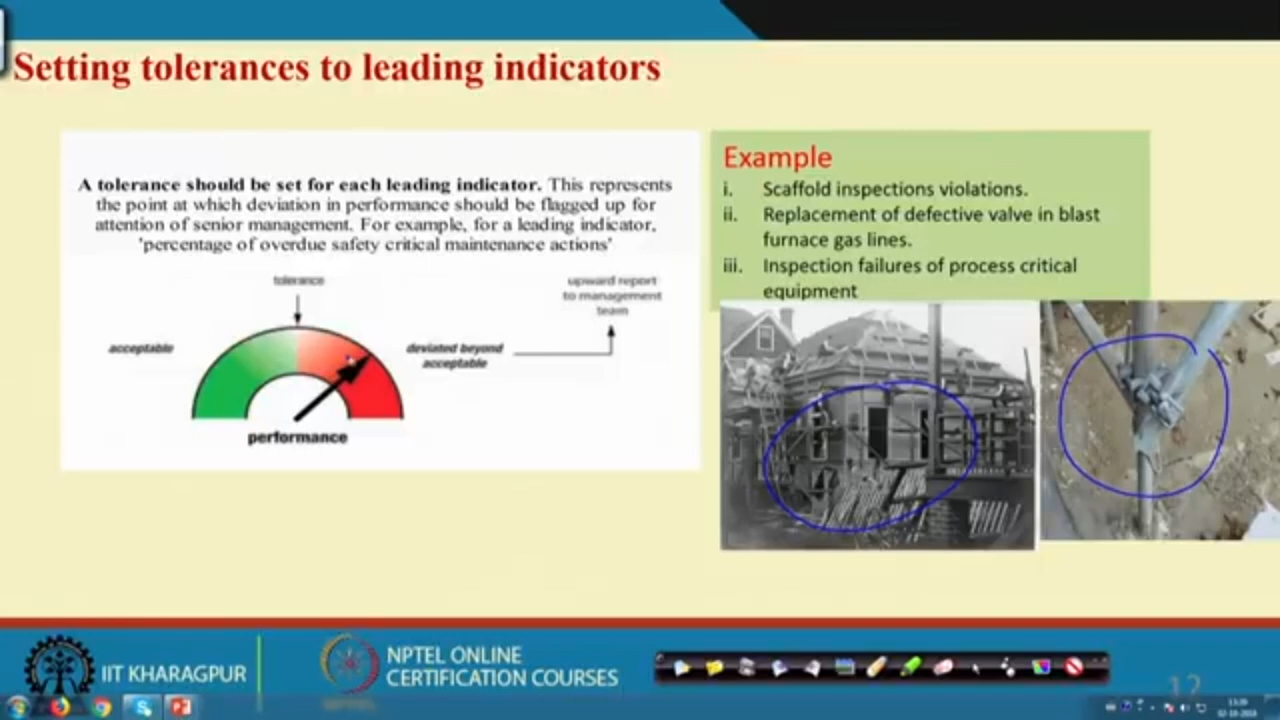 Setting tolerances to leading indicators
A tolerance should be set for each leading indicator. This represents
the point at which deviation in performance should be flagged up for
attention of senior management. For example, for a leading indicator,
'percentage of overdue safety critical maintenance actions'
tolerance
upward report
to management
team
acceptable
deviated beyond
acceptable
performance
Example
i. Scaffold inspections violations.
ii. Replacement of defective valve in blast
furnace gas lines.
iii. Inspection failures of process critical
equipment
IIT KHARAGPUR
NPTEL ONLINE
CERTIFICATION COURSES
12